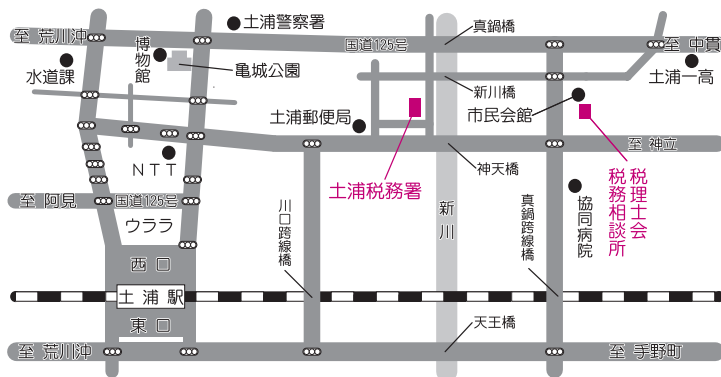 土浦警察署
真鍋橋
至 荒川沖
博物館
国道125号
至 中貫
水道課
亀城公園
土浦一高
新川橋
土浦郵便局
市民会館
至 神立
NTT
神天橋
税理士会
税務相談所
土浦税務署
至 阿見
国道125号
川口跨線橋
新川
真鍋跨線橋
協同病院
ウララ
西口
土浦駅
東口
天王橋
至 荒川沖
至 手野町